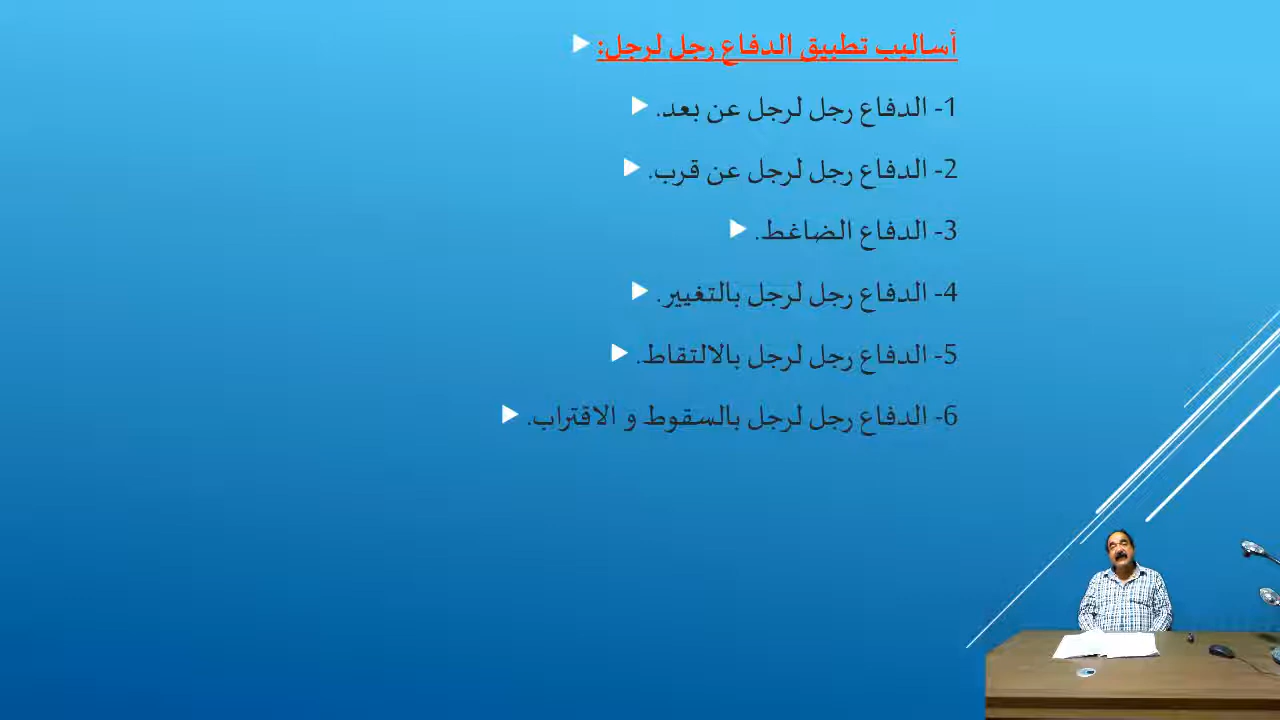 أساليب تطبيق الدفاع رجل لرجل:
1- الدفاع رجل لرجل عن بعد.
2- الدفاع رجل لرجل عن قرب.
3- الدفاع الضاغط.
4- الدفاع رجل لرجل بالتغيير.
5- الدفاع رجل لرجل بالالتقاط.
6- الدفاع رجل لرجل بالسقوط و الاقتراب.